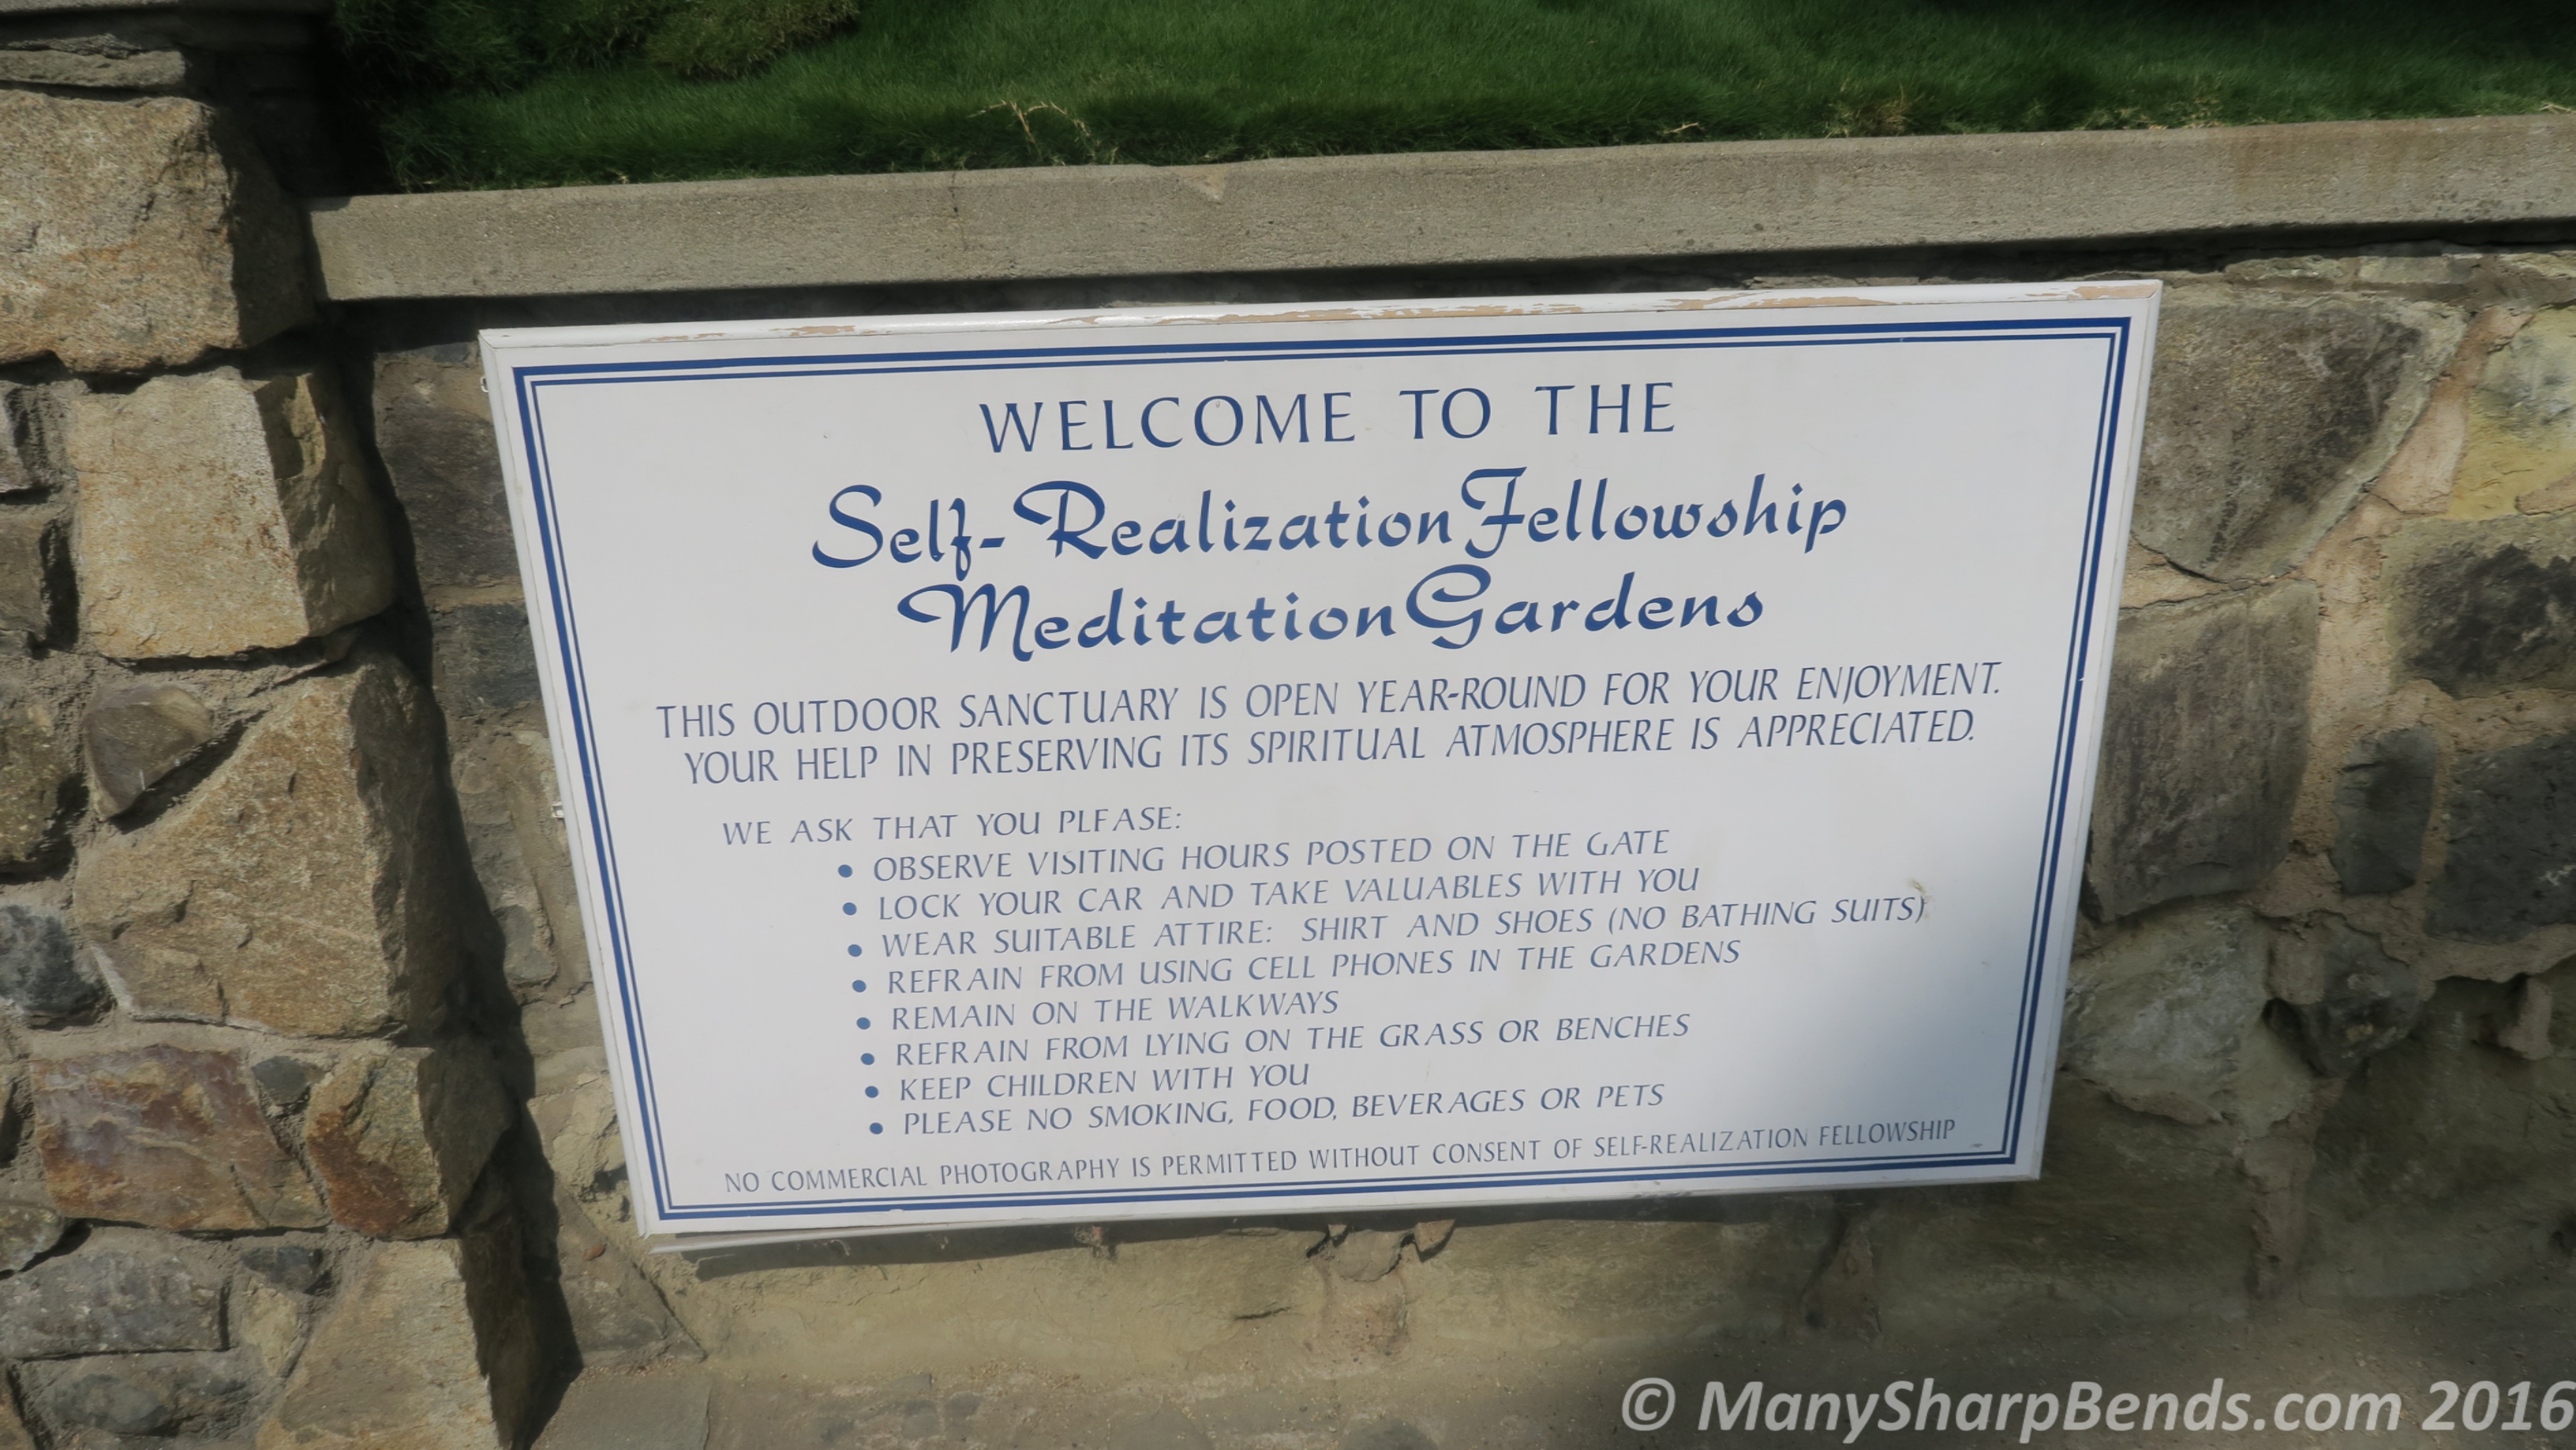 WELCOME TO THE
Self-Realization Fellowship
Meditation Gardens
THIS OUTDOOR SANCTUARY IS OPEN YEAR-ROUND FOR YOUR ENJOYMENT.
YOUR HELP IN PRESERVING ITS SPIRITUAL ATMOSPHERE IS APPRECIATED.
WE ASK THAT YOU PLEASE:
• OBSERVE VISITING HOURS POSTED ON THE GATE
• LOCK YOUR CAR AND TAKE VALUABLES WITH YOU
• WEAR SUITABLE ATTIRE: SHIRT AND SHOES (NO BATHING SUITS)
• REFRAIN FROM USING CELL PHONES IN THE GARDENS
• REMAIN ON THE WALKWAYS
• REFRAIN FROM LYING ON THE GRASS OR BENCHES
• KEEP CHILDREN WITH YOU
• PLEASE NO SMOKING, FOOD, BEVERAGES OR PETS
NO COMMERCIAL PHOTOGRAPHY IS PERMITTED WITHOUT CONSENT OF SELF-REALIZATION FELLOWSHIP
© ManySharpBends.com 2016